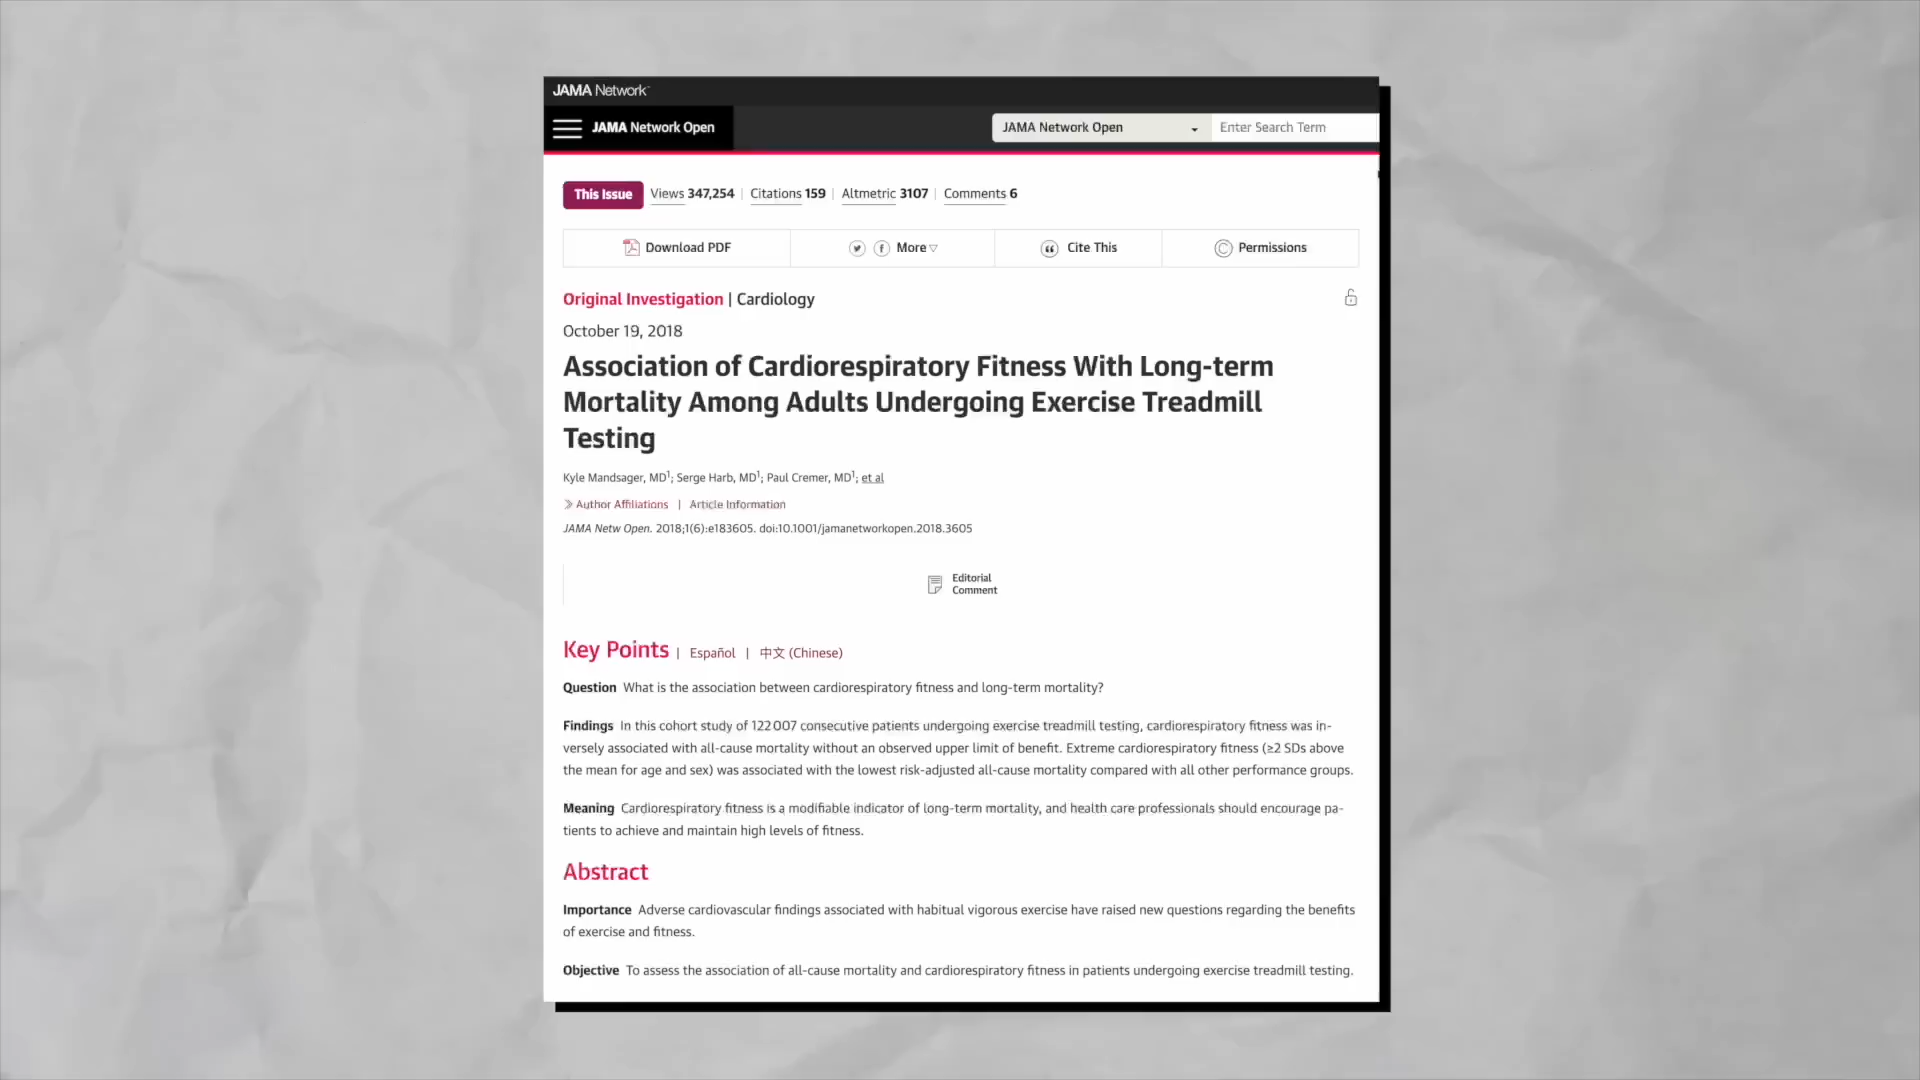 JAMA Network
JAMA Network Open
JAMA Network Open
Enter Search Term
This Issue Views 347,254 | Citations 159 | Altmetric 3107 | Comments 6
Download PDF
More
Cite This
Permissions
Original Investigation | Cardiology
October 19, 2018
Association of Cardiorespiratory Fitness With Long-term
Mortality Among Adults Undergoing Exercise Treadmill
Testing
Kyle Mandsager, MD1; Serge Harb, MD1; Paul Cremer, MD1; et al
Author Affiliations | Article Information
JAMA Netw Open. 2018;1(6):e183605. doi:10.1001/jamanetworkopen.2018.3605
Editorial
Comment
Key Points | Español | 中文 (Chinese)
Question What is the association between cardiorespiratory fitness and long-term mortality?
Findings In this cohort study of 122 007 consecutive patients undergoing exercise treadmill testing, cardiorespiratory fitness was in-
versely associated with all-cause mortality without an observed upper limit of benefit. Extreme cardiorespiratory fitness (≥2 SDs above
the mean for age and sex) was associated with the lowest risk-adjusted all-cause mortality compared with all other performance groups.
Meaning Cardiorespiratory fitness is a modifiable indicator of long-term mortality, and health care professionals should encourage pa-
tients to achieve and maintain high levels of fitness.
Abstract
Importance Adverse cardiovascular findings associated with habitual vigorous exercise have raised new questions regarding the benefits
of exercise and fitness.
Objective To assess the association of all-cause mortality and cardiorespiratory fitness in patients undergoing exercise treadmill testing.